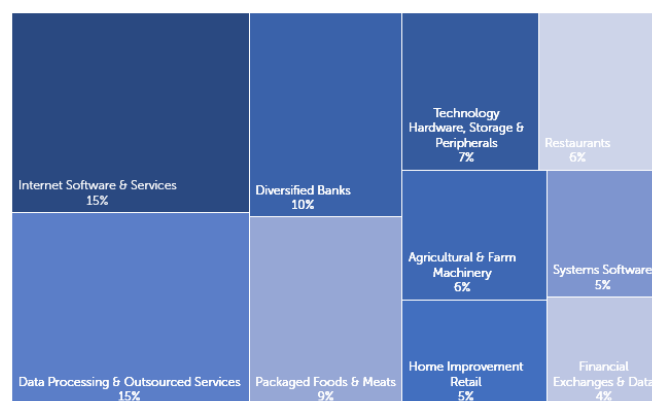 Internet Software & Services
15%
Data Processing & Outsourced Services
15%
Diversified Banks
10%
Packaged Foods & Meats
9%
Technology
Hardware, Storage &
Peripherals
7%
Restaurants
6%
Agricultural & Farm
Machinery
6%
Systems Software
5%
Home Improvement
Retail
5%
Financial
Exchanges & Data
4%